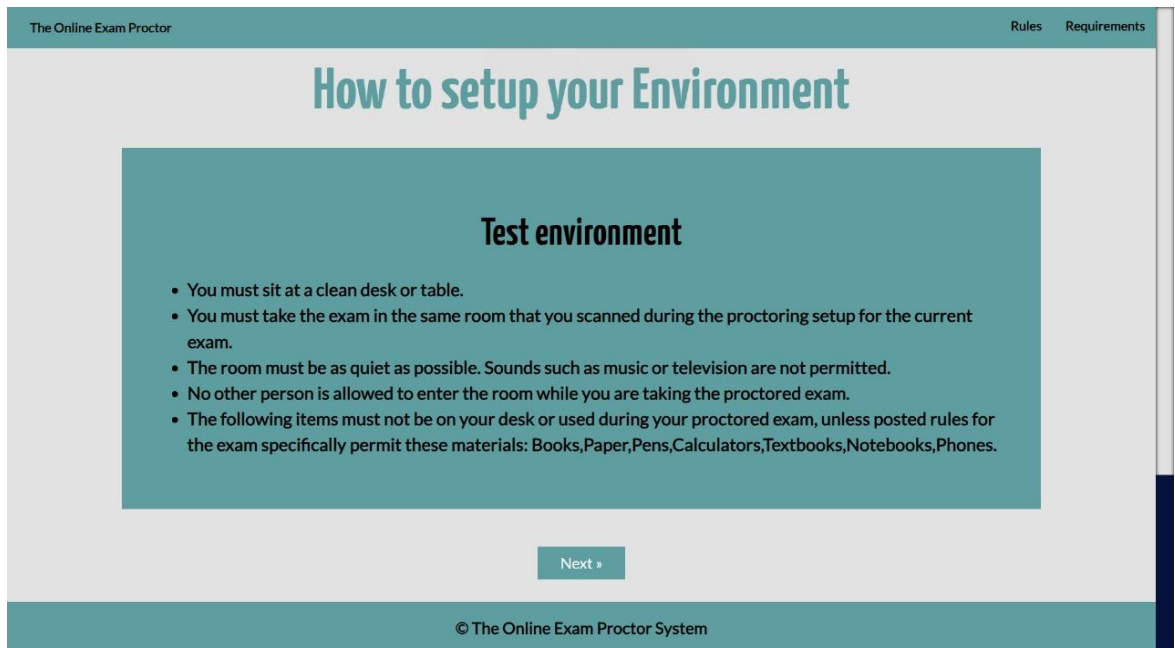 The Online Exam Proctor
Rules
Requirements
How to setup your Environment
Test environment
• You must sit at a clean desk or table.
• You must take the exam in the same room that you scanned during the proctoring setup for the current
exam.
• The room must be as quiet as possible. Sounds such as music or television are not permitted.
• No other person is allowed to enter the room while you are taking the proctored exam.
• The following items must not be on your desk or used during your proctored exam, unless posted rules for
the exam specifically permit these materials: Books,Paper,Pens,Calculators,Textbooks,Notebooks,Phones.
Next »
© The Online Exam Proctor System